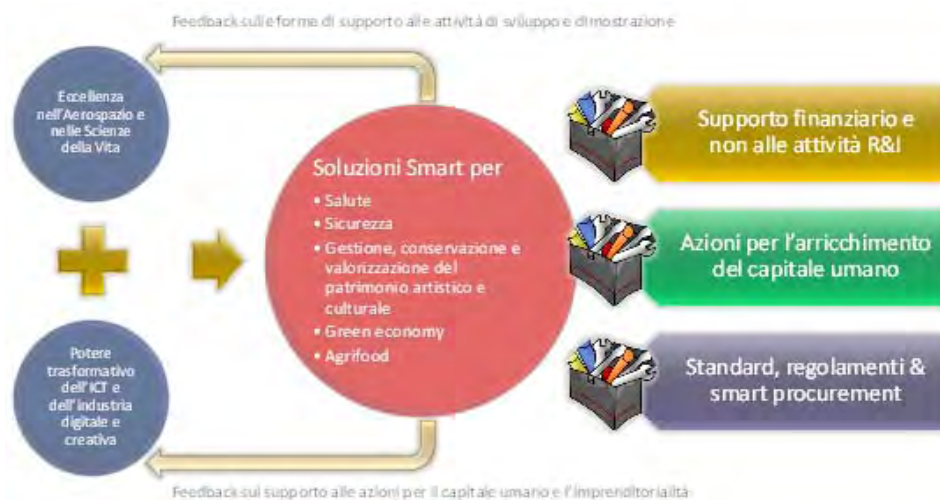 Feedback sulle forme di supporto alle attività di sviluppo e dimostrazione
Eccellenza
nell'Aerospazio e
nelle Scienze
della Vita
Potere
trasformativo
dell'ICT e
dell'industria
digitale e
creativa
Soluzioni Smart per
• Salute
• Sicurezza
• Gestione, conservazione e
valorizzazione del
patrimonio artistico e
culturale
• Green economy
• Agrifood
Supporto finanziario e
non alle attività R&I
Azioni per l'arricchimento
del capitale umano
Standard, regolamenti &
smart procurement
Feedback sul supporto alle azioni per il capitale umano e l'imprenditorialità